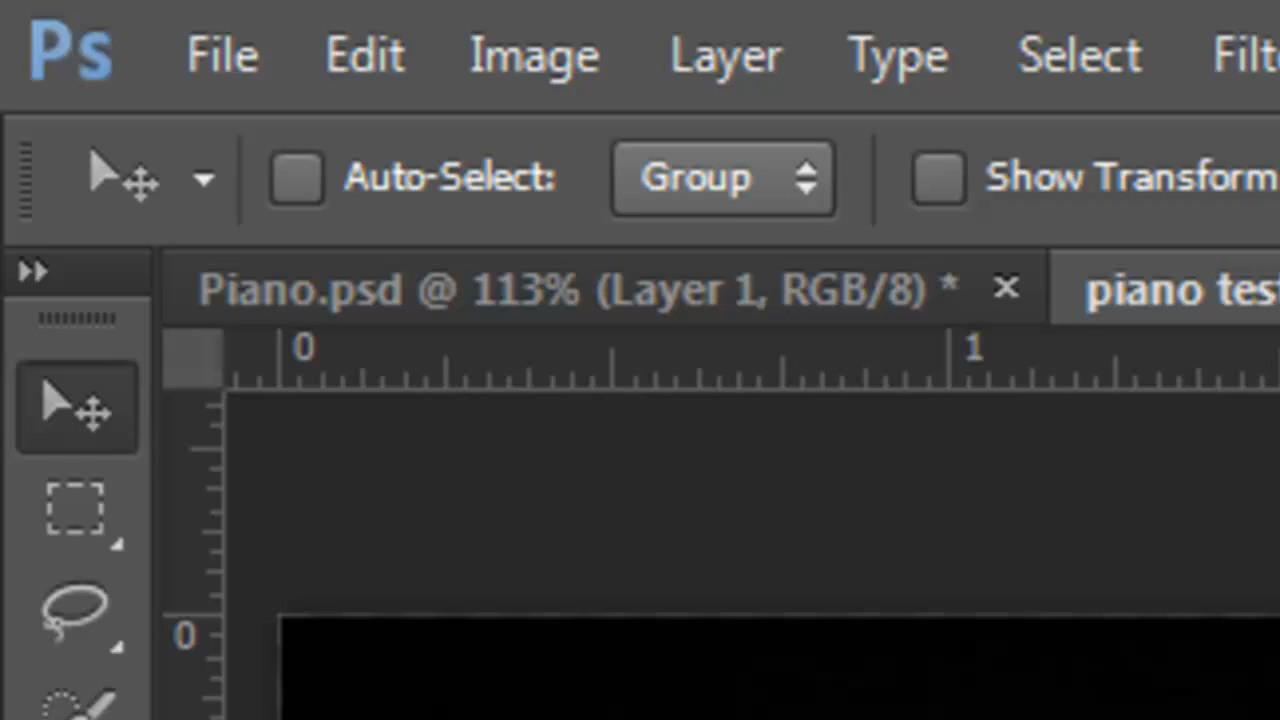 Ps File Edit Image Layer Type Select
Auto-Select: Group Show Transform
Piano.psd @ 113% (Layer 1, RGB/8) * × piano
0 1
0